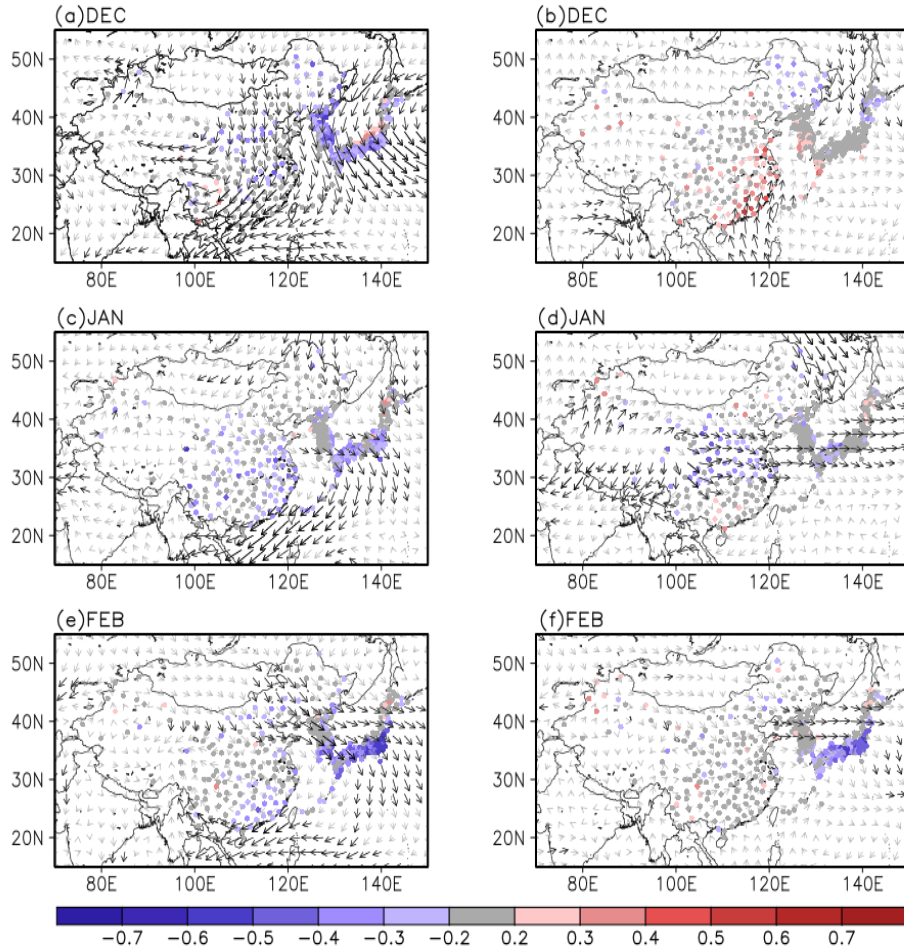 (a)DEC (b)DEC
50N 50N
40N 40N
30N 30N
20N 20N
80E 100E 120E 140E 80E 100E 120E 140E
(c)JAN (d)JAN
50N 50N
40N 40N
30N 30N
20N 20N
80E 100E 120E 140E 80E 100E 120E 140E
(e)FEB (f)FEB
50N 50N
40N 40N
30N 30N
20N 20N
80E 100E 120E 140E 80E 100E 120E 140E
−0.7 −0.6 −0.5 −0.4 −0.3 −0.2 0.2 0.3 0.4 0.5 0.6 0.7